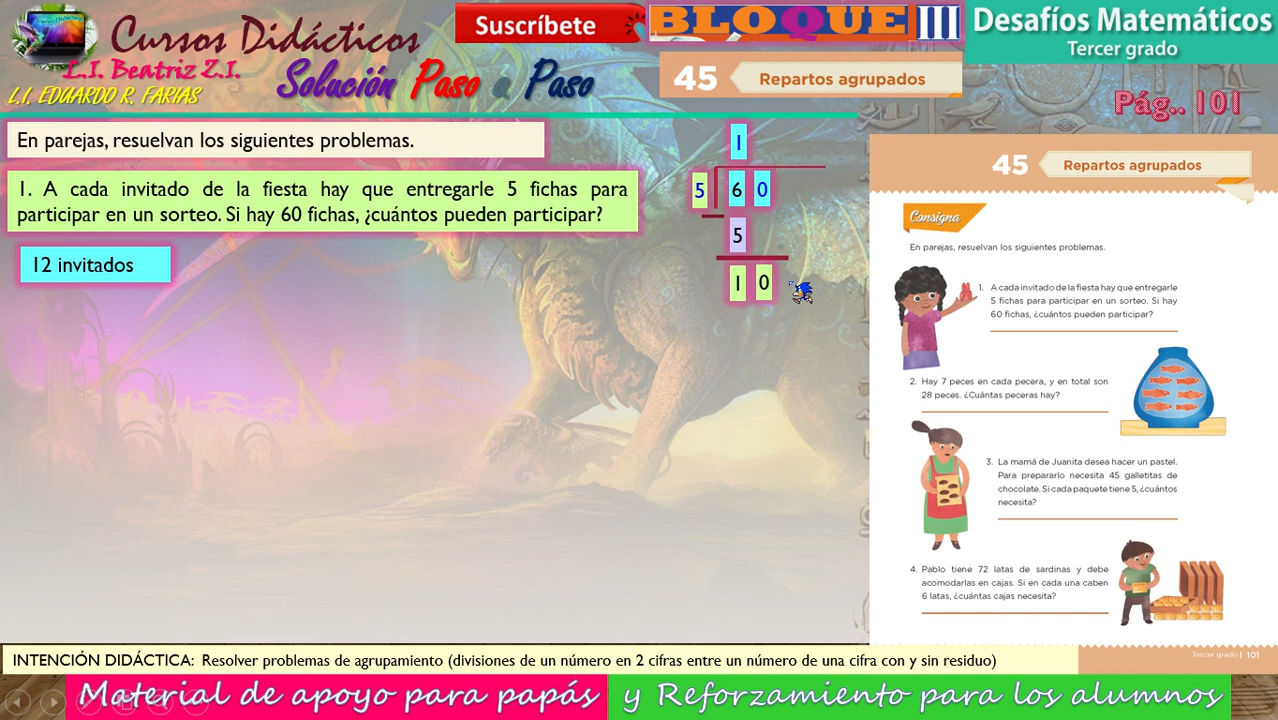 Cursos Didácticos
L.I. Beatriz Z.I.
L.I. EDUARDO R. FARIAS
Solución Paso a Paso
Suscríbete
BLOQUE III
Desafíos Matemáticos
Tercer grado
45 Repartos agrupados
Pág.. 101
En parejas, resuelvan los siguientes problemas.
1. A cada invitado de la fiesta hay que entregarle 5 fichas para
participar en un sorteo. Si hay 60 fichas, ¿cuántos pueden participar?
12 invitados
1
5 6 0
5
1 0
45 Repartos agrupados
Consigna
En parejas, resuelvan los siguientes problemas.
1. A cada invitado de la fiesta hay que entregarle
5 fichas para participar en un sorteo. Si hay
60 fichas, ¿cuántos pueden participar?
2. Hay 7 peces en cada pecera, y en total son
28 peces. ¿Cuántas peceras hay?
3. La mamá de Juanita desea hacer un pastel.
Para prepararlo necesita 45 galletitas de
chocolate. Si cada paquete tiene 5, ¿cuántos
necesita?
4. Pablo tiene 72 latas de sardinas y debe
acomodarlas en cajas. Si en cada una caben
6 latas, ¿cuántas cajas necesita?
Tercer grado | 101
INTENCIÓN DIDÁCTICA: Resolver problemas de agrupamiento (divisiones de un número en 2 cifras entre un número de una cifra con y sin residuo)
Material de apoyo para papás y Reforzamiento para los alumnos